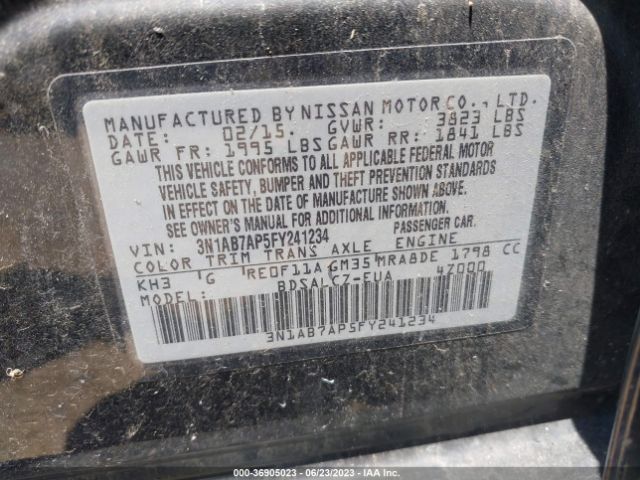 MANUFACTURED BY NISSAN MOTOR CO., LTD.
DATE: 02/15. GVWR: 3823 LBS
GAWR FR: 1995 LBS GAWR RR: 1841 LBS
THIS VEHICLE CONFORMS TO ALL APPLICABLE FEDERAL MOTOR
VEHICLE SAFETY, BUMPER AND THEFT PREVENTION STANDARDS
IN EFFECT ON THE DATE OF MANUFACTURE SHOWN ABOVE.
SEE OWNER'S MANUAL FOR ADDITIONAL INFORMATION.
VIN: 3N1AB7AP5FY241234 PASSENGER CAR.
COLOR TRIM TRANS AXLE ENGINE
KH3 'G 'RE0F11A GM35 MRA8DE 1798 CC
MODEL: BDSALCZ-EUA 4Z000
3N1AB7AP5FY241234
000-36905023 - 06/23/2023 - IAA Inc.